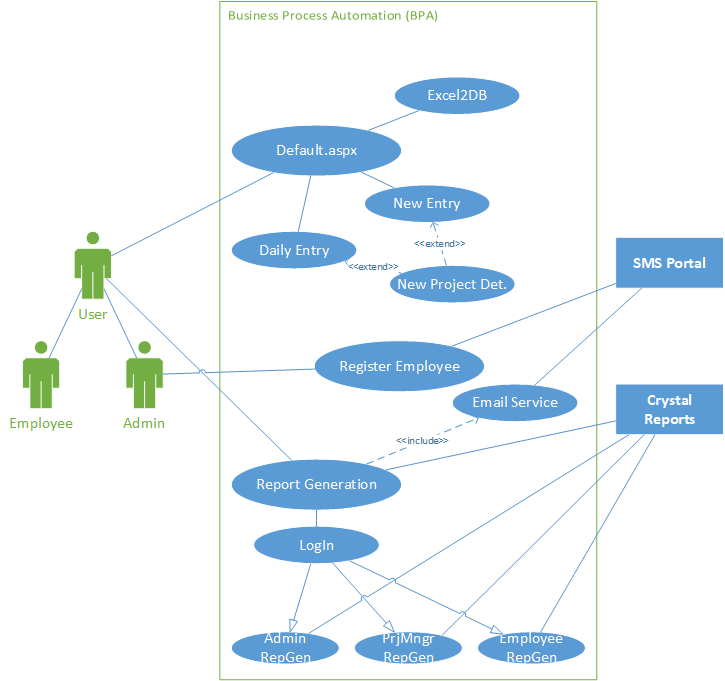 Business Process Automation (BPA)
Excel2DB
Default.aspx
New Entry
Daily Entry
<<extend>>
<<extend>>
New Project Det.
SMS Portal
User
Register Employee
Employee
Admin
Email Service
Crystal
Reports
<<include>>
Report Generation
LogIn
Admin
RepGen
PrjMngr
RepGen
Employee
RepGen